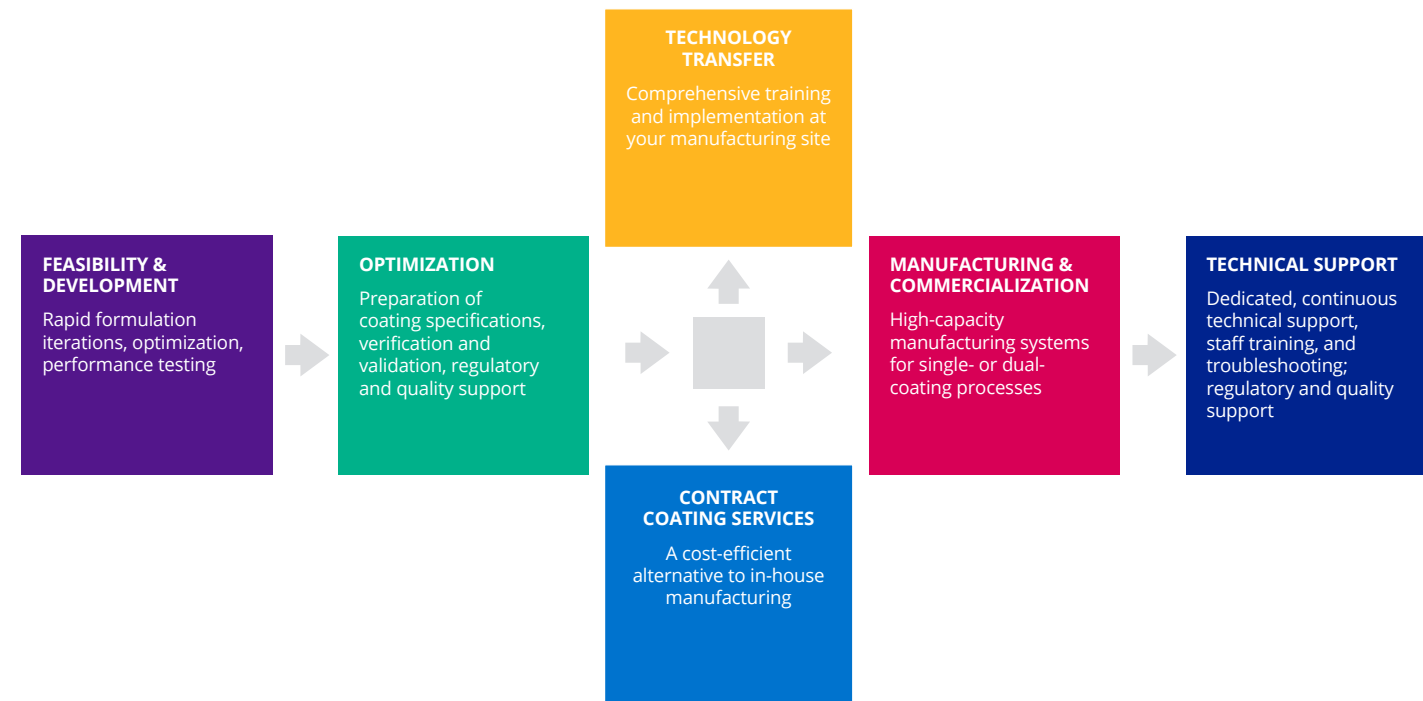 TECHNOLOGY
TRANSFER
Comprehensive training
and implementation at
your manufacturing site
FEASIBILITY &
DEVELOPMENT
Rapid formulation
iterations, optimization,
performance testing
OPTIMIZATION
Preparation of
coating specifications,
verification and
validation, regulatory
and quality support
MANUFACTURING &
COMMERCIALIZATION
High-capacity
manufacturing systems
for single- or dual-
coating processes
TECHNICAL SUPPORT
Dedicated, continuous
technical support,
staff training, and
troubleshooting;
regulatory and quality
support
CONTRACT
COATING SERVICES
A cost-efficient
alternative to in-house
manufacturing